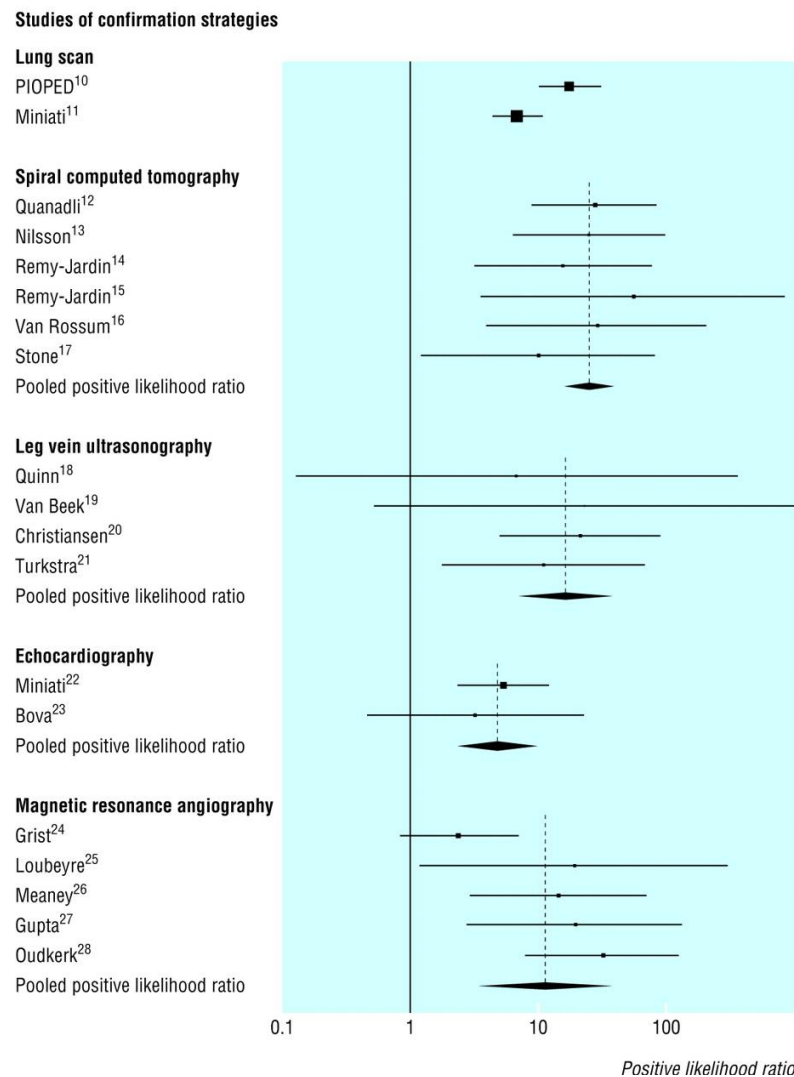 Studies of confirmation strategies
Lung scan
PIOPED10
Miniati11
Spiral computed tomography
Quanadli12
Nilsson13
Remy-Jardin14
Remy-Jardin15
Van Rossum16
Stone17
Pooled positive likelihood ratio
Leg vein ultrasonography
Quinn18
Van Beek19
Christiansen20
Turkstra21
Pooled positive likelihood ratio
Echocardiography
Miniati22
Bova23
Pooled positive likelihood ratio
Magnetic resonance angiography
Grist24
Loubeyre25
Meaney26
Gupta27
Oudkerk28
Pooled positive likelihood ratio
0.1 1 10 100
Positive likelihood ratio